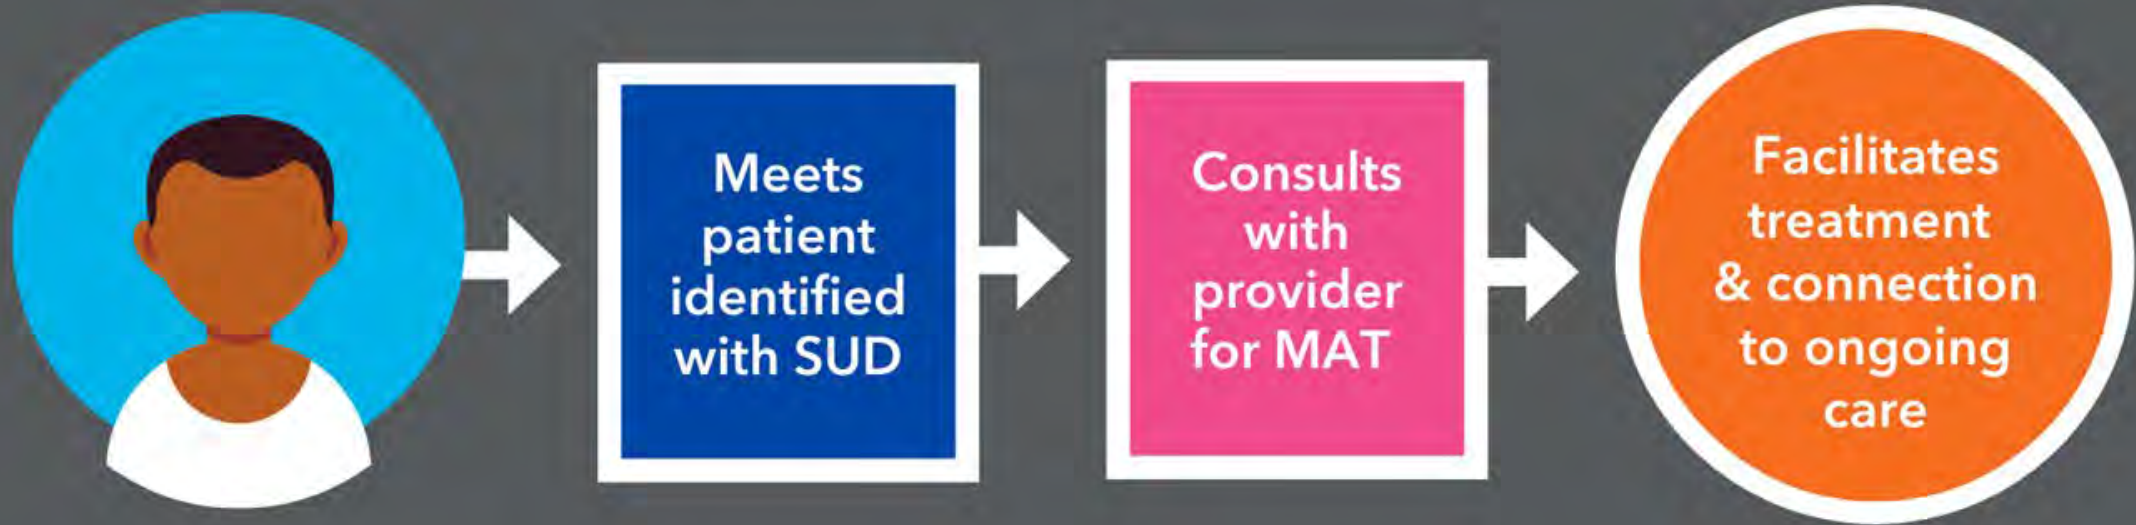 Meets
patient
identified
with SUD
Consults
with
provider
for MAT
Facilitates
treatment
& connection
to ongoing
care